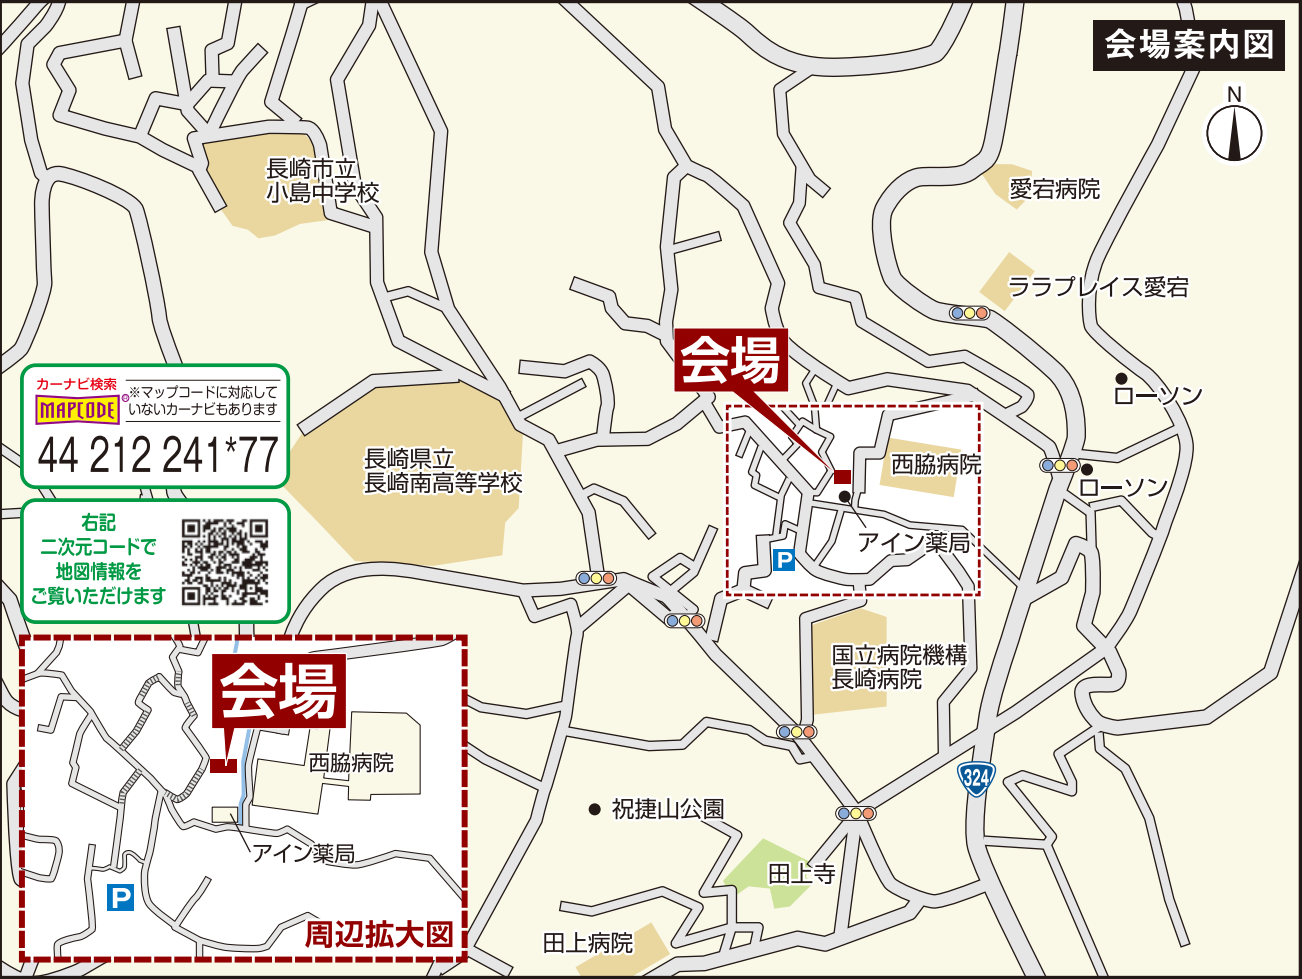 会場案内図
N
長崎市立
小島中学校
愛宕病院
ララプレイス愛宕
会場
ローソン
カーナビ検索
MAPCODE
®
※マップコードに対応して
いないカーナビもあります
44 212 241*77
長崎県立
長崎南高等学校
西脇病院
ローソン
アイン薬局
P
右記
二次元コードで
地図情報を
ご覧いただけます
国立病院機構
長崎病院
会場
西脇病院
324
祝捷山公園
アイン薬局
田上寺
P
周辺拡大図
田上病院